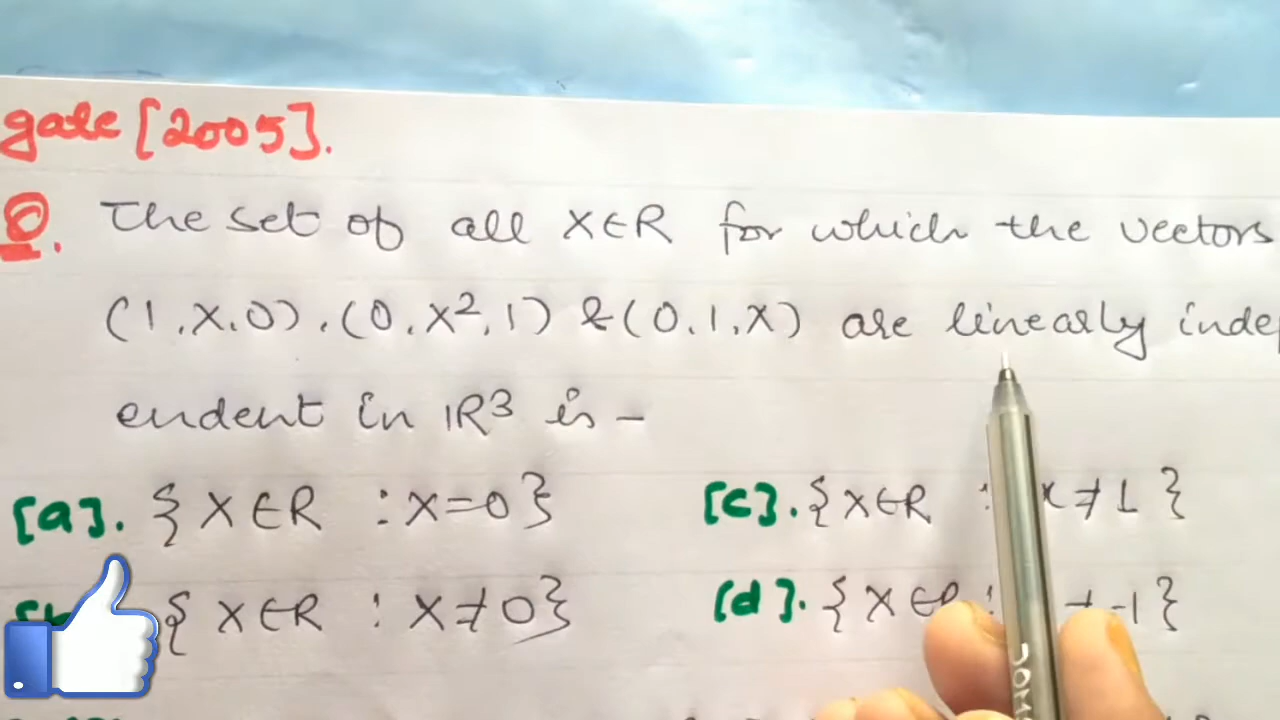 gate [2005].
Q. The set of all X∈R for which the vectors
(1, X, 0), (0, X², 1) & (0, 1, X) are linearly indep
endent in IR³ is –
[a]. { X∈R : X=0}
[c]. {X∈R : X≠1}
{ X∈R : X≠0}
[d]. {X∈R : ≠-1}